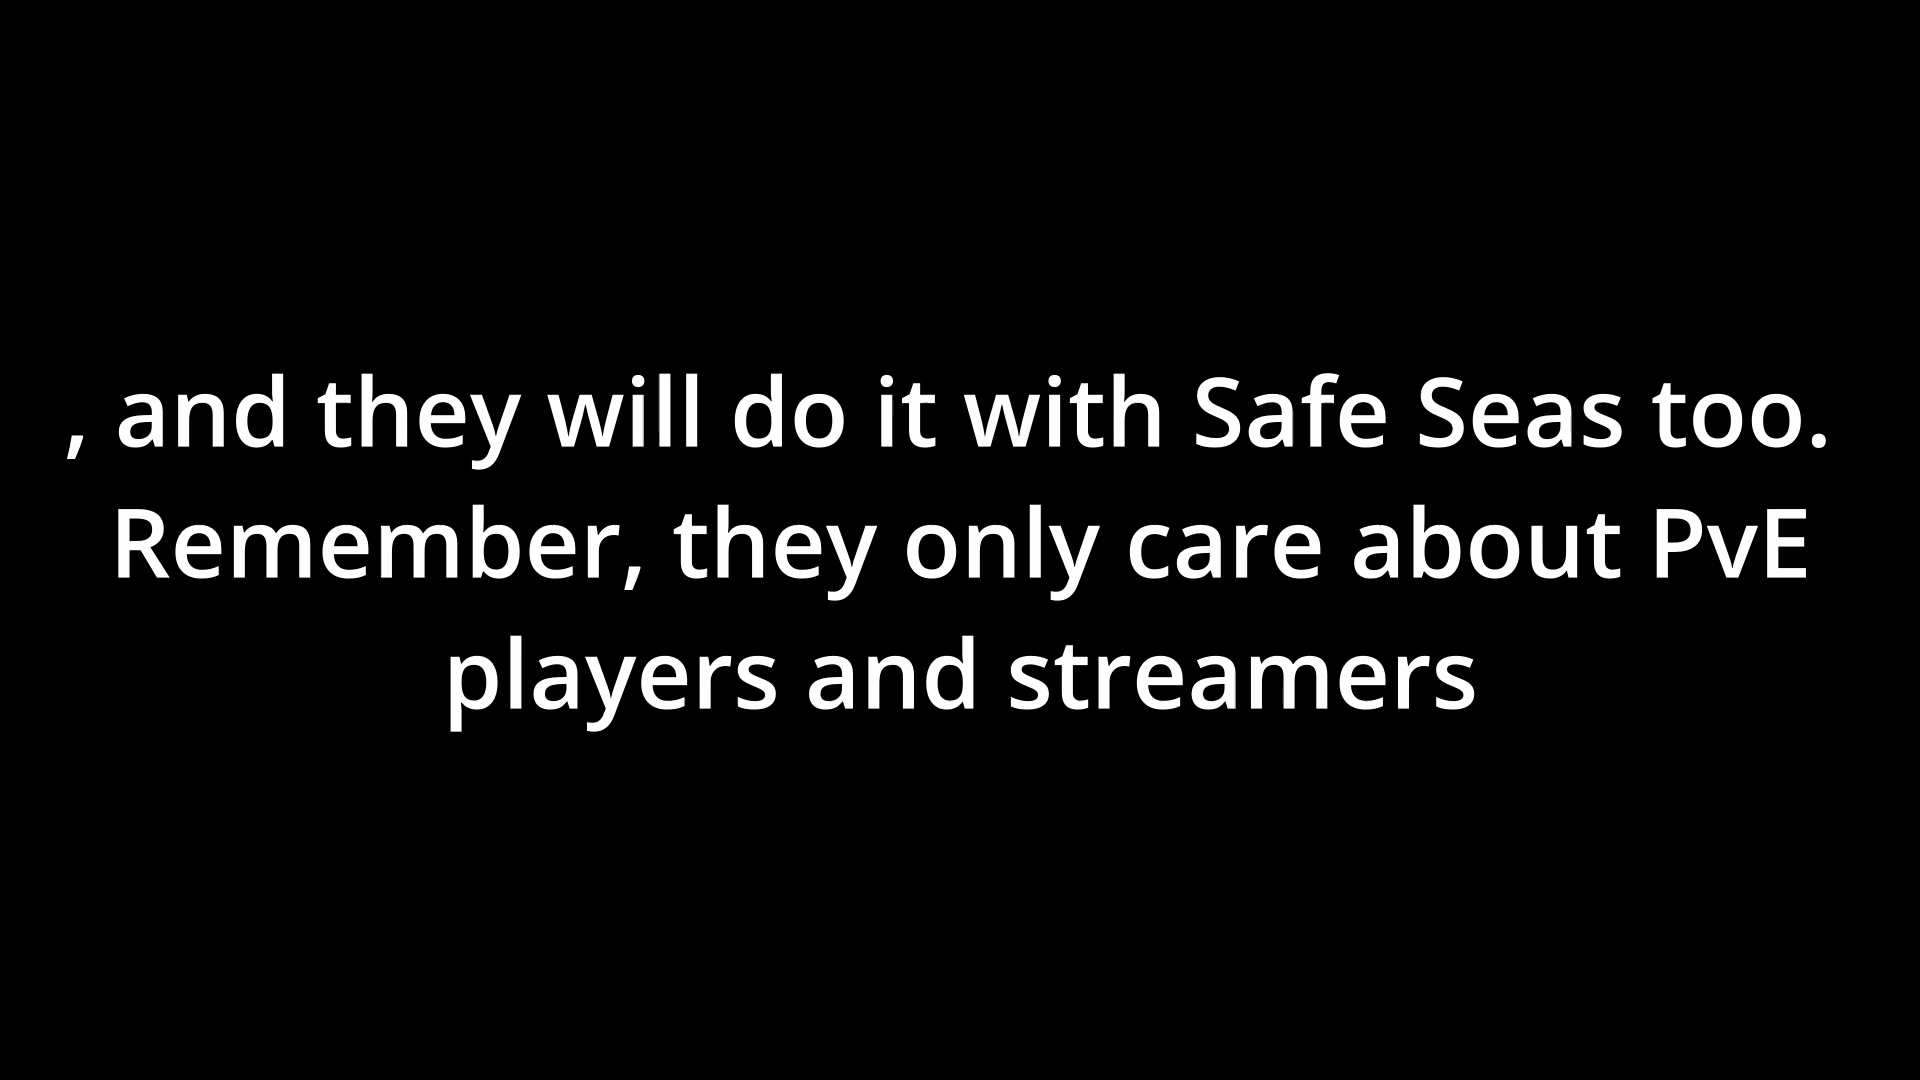 , and they will do it with Safe Seas too.
Remember, they only care about PvE
players and streamers